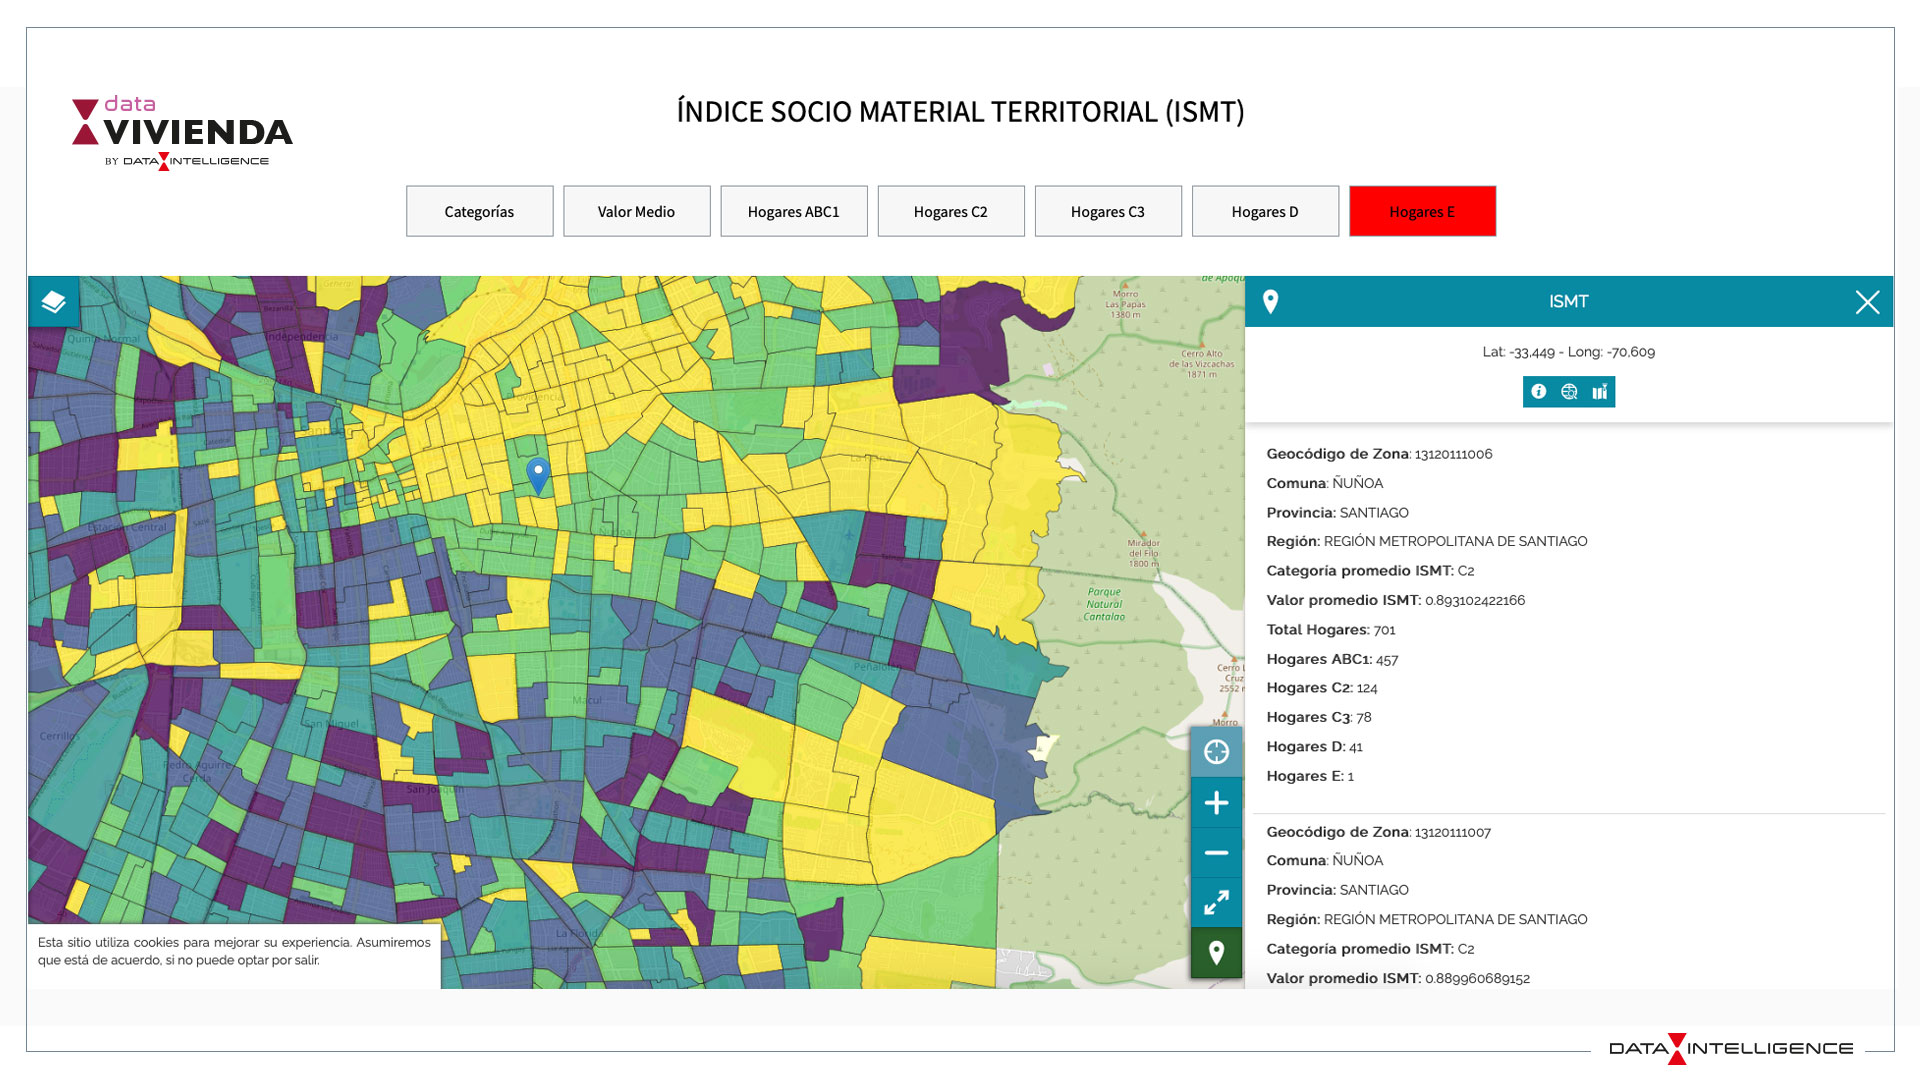 data
VIVIENDA
BY DATA INTELLIGENCE
ÍNDICE SOCIO MATERIAL TERRITORIAL (ISMT)
Categorías
Valor Medio
Hogares ABC1
Hogares C2
Hogares C3
Hogares D
Hogares E
Quinta Normal
Independencia
Providencia
Estación Central
Ñuñoa
Macul
Peñalolén
San Miguel
Cerrillos
Pedro Aguirre
Cerda
San Joaquín
La Florida
La Reina
Morro
Las Papas
1380 m
Cerro Alto
de las Vizcachas
1871 m
Mirador
del Filo
1800 m
Parque
Natural
Cantalao
Morro
Esta sitio utiliza cookies para mejorar su experiencia. Asumiremos
que está de acuerdo, si no puede optar por salir.
ISMT
Lat: -33,449 - Long: -70,609
Geocódigo de Zona: 13120111006
Comuna: ÑUÑOA
Provincia: SANTIAGO
Región: REGIÓN METROPOLITANA DE SANTIAGO
Categoría promedio ISMT: C2
Valor promedio ISMT: 0.893102422166
Total Hogares: 701
Hogares ABC1: 457
Hogares C2: 124
Hogares C3: 78
Hogares D: 41
Hogares E: 1
Geocódigo de Zona: 13120111007
Comuna: ÑUÑOA
Provincia: SANTIAGO
Región: REGIÓN METROPOLITANA DE SANTIAGO
Categoría promedio ISMT: C2
Valor promedio ISMT: 0.889960689152
DATA INTELLIGENCE